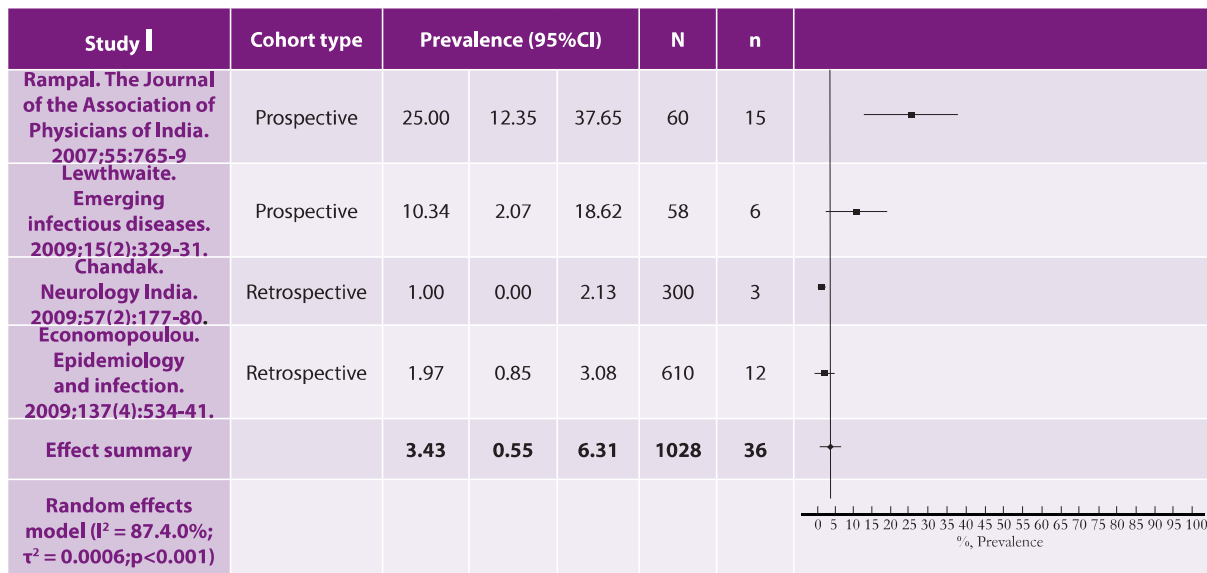 Study I Cohort type Prevalence (95%CI) N n
Rampal. The Journal
of the Association of
Physicians of India.
2007;55:765-9
Prospective 25.00 12.35 37.65 60 15
Lewthwaite.
Emerging
infectious diseases.
2009;15(2):329-31.
Prospective 10.34 2.07 18.62 58 6
Chandak.
Neurology India.
2009;57(2):177-80.
Retrospective 1.00 0.00 2.13 300 3
Economopoulou.
Epidemiology
and infection.
2009;137(4):534-41.
Retrospective 1.97 0.85 3.08 610 12
Effect summary 3.43 0.55 6.31 1028 36
Random effects
model (I² = 87.4.0%;
τ² = 0.0006;p<0.001)
0 5 10 15 20 25 30 35 40 45 50 55 60 65 70 75 80 85 90 95 100
%, Prevalence